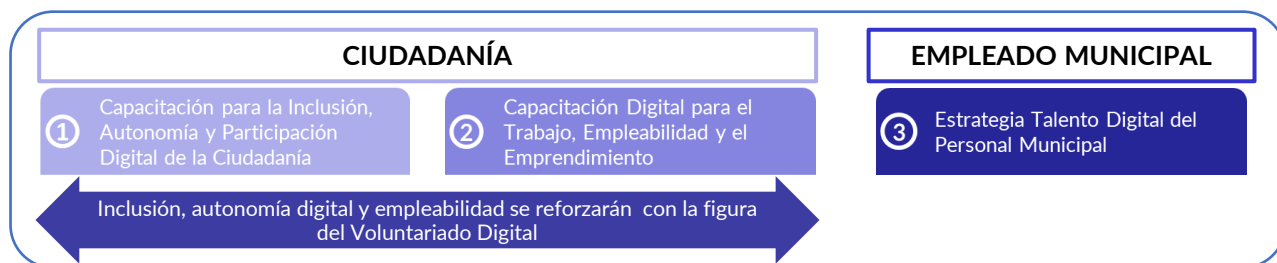 CIUDADANÍA
EMPLEADO MUNICIPAL
1
Capacitación para la Inclusión,
Autonomía y Participación
Digital de la Ciudadanía
2
Capacitación Digital para el
Trabajo, Empleabilidad y el
Emprendimiento
3
Estrategia Talento Digital del
Personal Municipal
Inclusión, autonomía digital y empleabilidad se reforzarán con la figura
del Voluntariado Digital